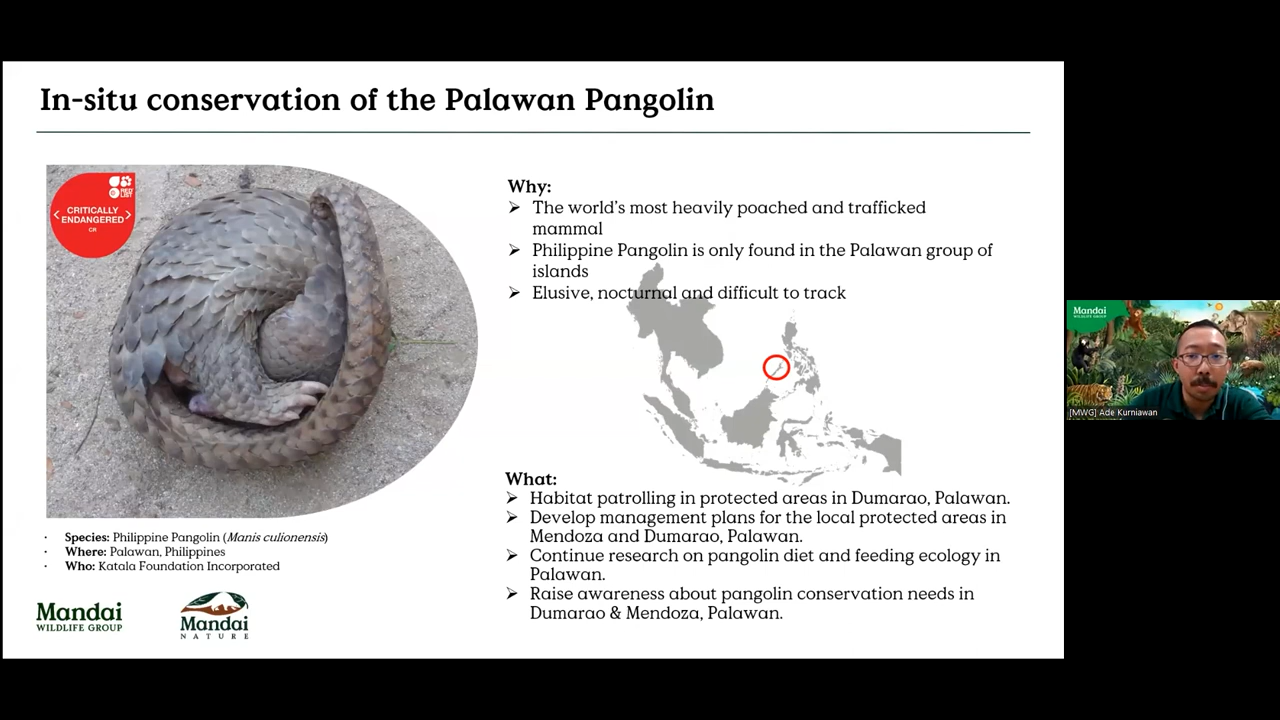 In-situ conservation of the Palawan Pangolin
RED
LIST
CRITICALLY
ENDANGERED
CR
Why:
➢ The world's most heavily poached and trafficked
mammal
➢ Philippine Pangolin is only found in the Palawan group of
islands
➢ Elusive, nocturnal and difficult to track
What:
➢ Habitat patrolling in protected areas in Dumarao, Palawan.
➢ Develop management plans for the local protected areas in
Mendoza and Dumarao, Palawan.
➢ Continue research on pangolin diet and feeding ecology in
Palawan.
➢ Raise awareness about pangolin conservation needs in
Dumarao & Mendoza, Palawan.
· Species: Philippine Pangolin (Manis culionensis)
· Where: Palawan, Philippines
· Who: Katala Foundation Incorporated
Mandai
WILDLIFE GROUP
Mandai
NATURE
Mandai
WILDLIFE GROUP
[MWG] Ade Kurniawan